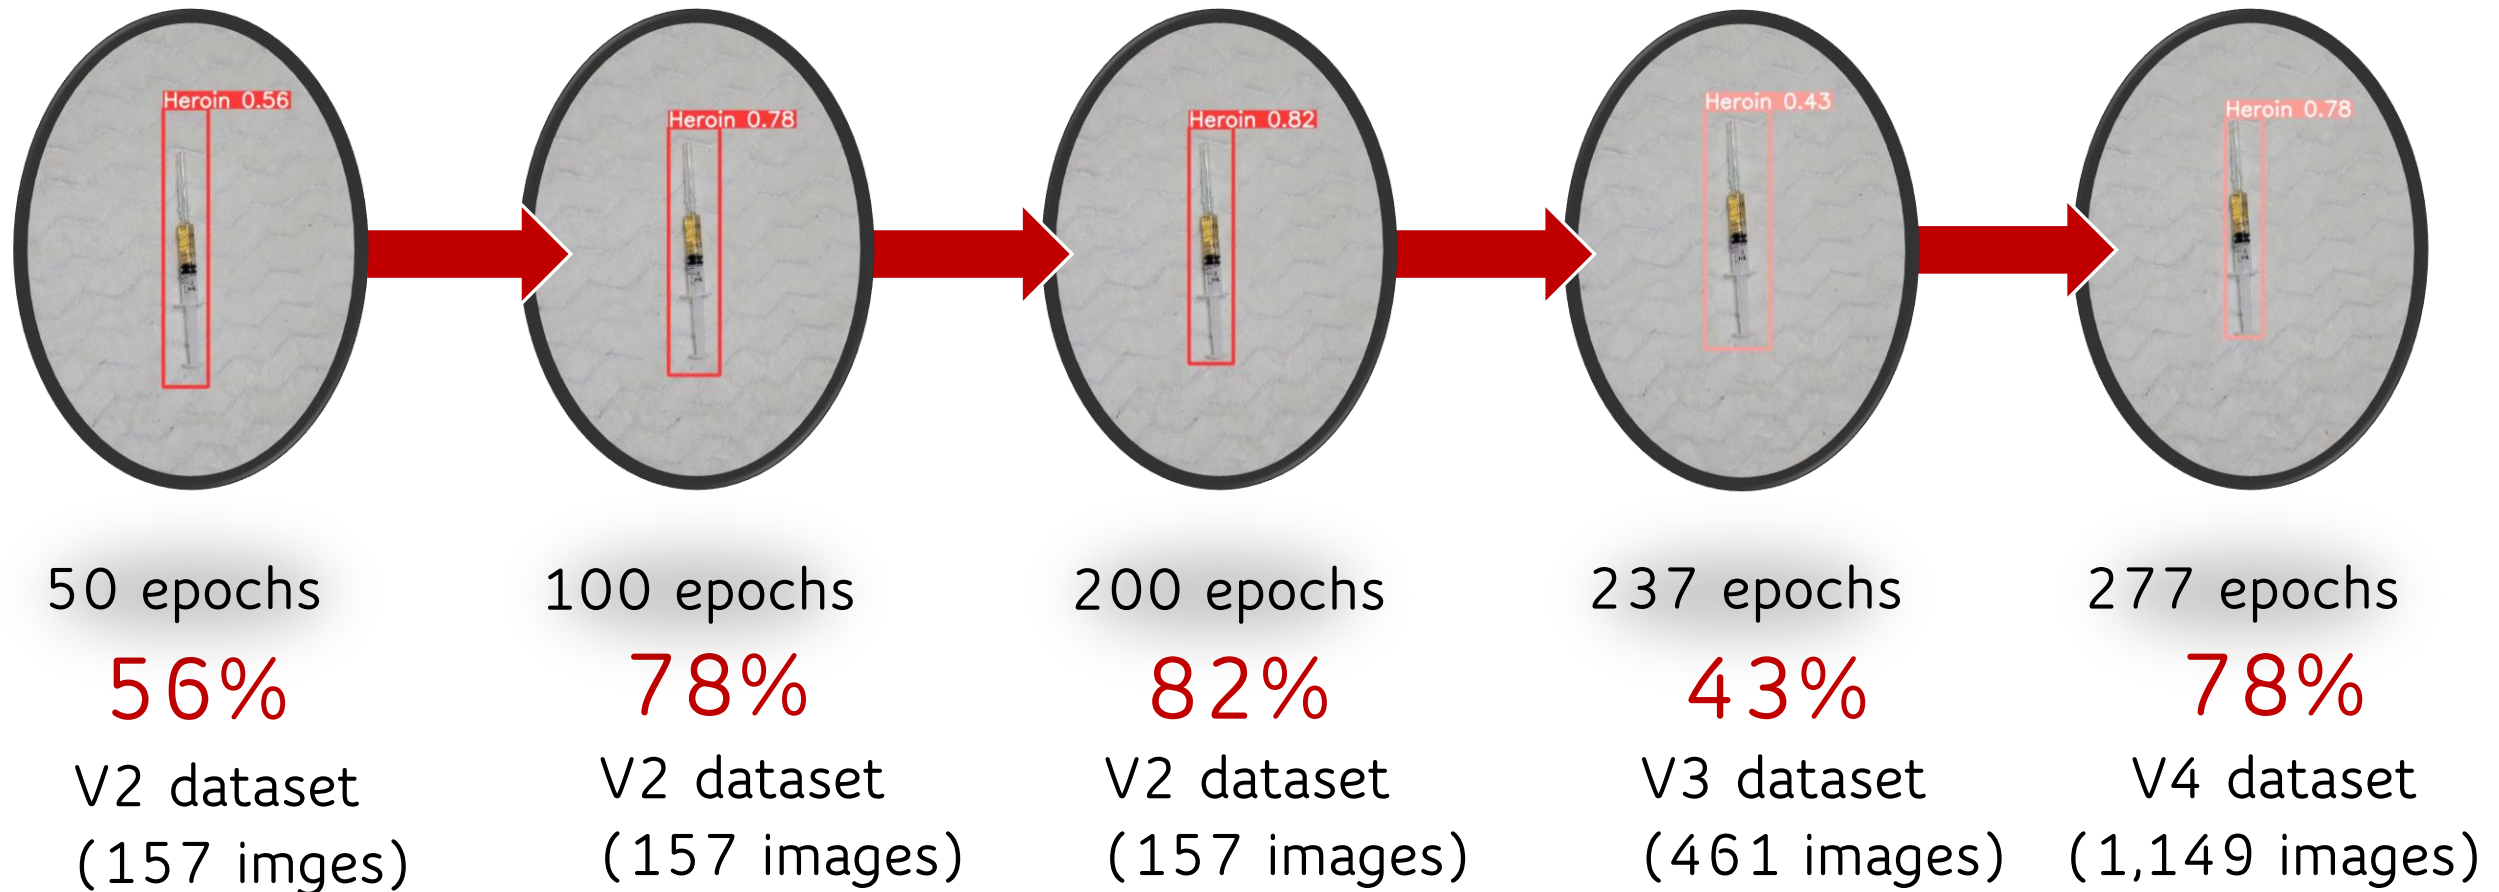 Heroin 0.56
Heroin 0.78
Heroin 0.82
Heroin 0.43
Heroin 0.78
50 epochs
56%
V2 dataset
(157 imges)
100 epochs
78%
V2 dataset
(157 images)
200 epochs
82%
V2 dataset
(157 images)
237 epochs
43%
V3 dataset
(461 images)
277 epochs
78%
V4 dataset
(1,149 images)